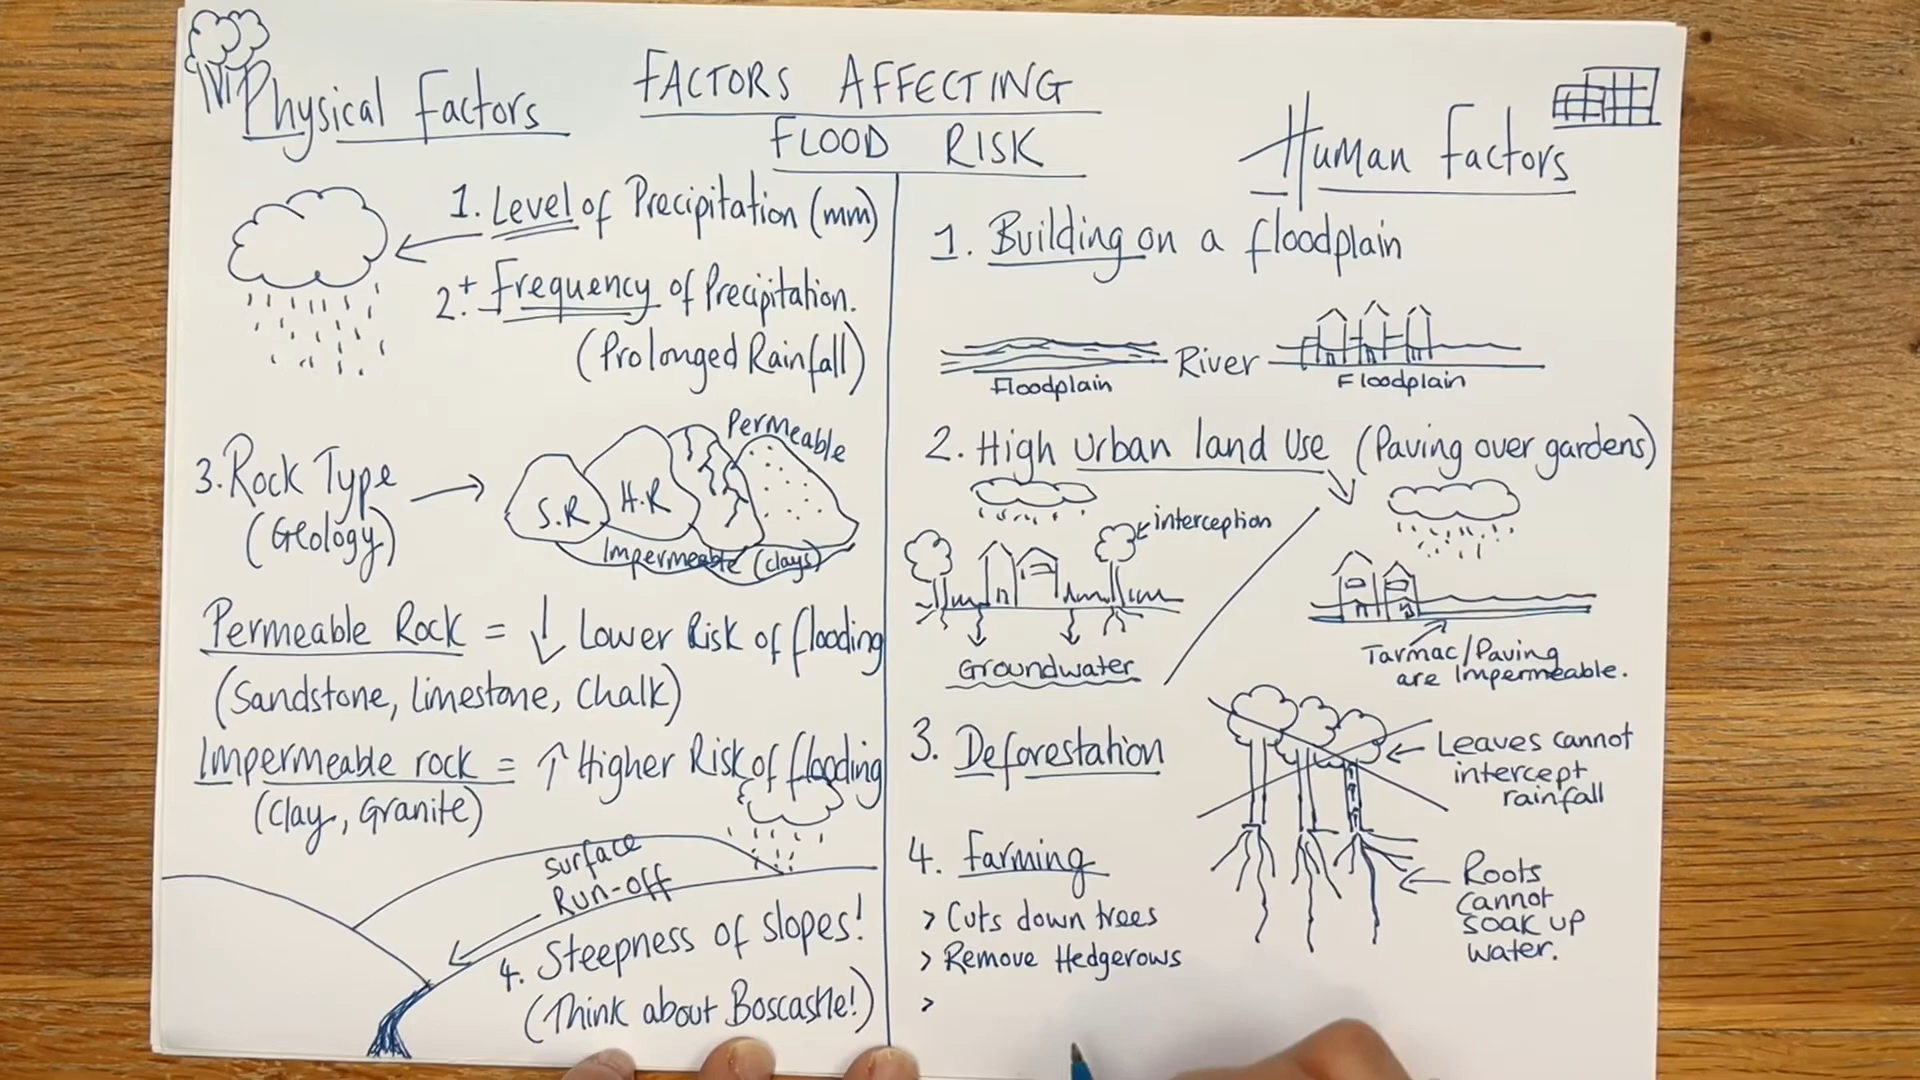 FACTORS AFFECTING
FLOOD RISK
Physical Factors
1. Level of Precipitation (mm)
2. + Frequency of Precipitation.
(Prolonged Rainfall)
3. Rock Type
(Geology)
S.R
H.R
Permeable
Impermeable (clays)
Permeable Rock = ↓ Lower Risk of flooding
(Sandstone, Limestone, Chalk)
Impermeable rock = ↑ Higher Risk of flooding
(Clay, Granite)
Surface
Run-off
4. Steepness of slopes!
(Think about Boscastle!)
Human Factors
1. Building on a floodplain
River
Floodplain
Floodplain
2. High Urban land Use (Paving over gardens)
interception
Groundwater
Tarmac/Paving
are Impermeable.
3. Deforestation
Leaves cannot
intercept
rainfall
Roots
cannot
soak up
water.
4. Farming
> Cuts down trees
> Remove Hedgerows
>